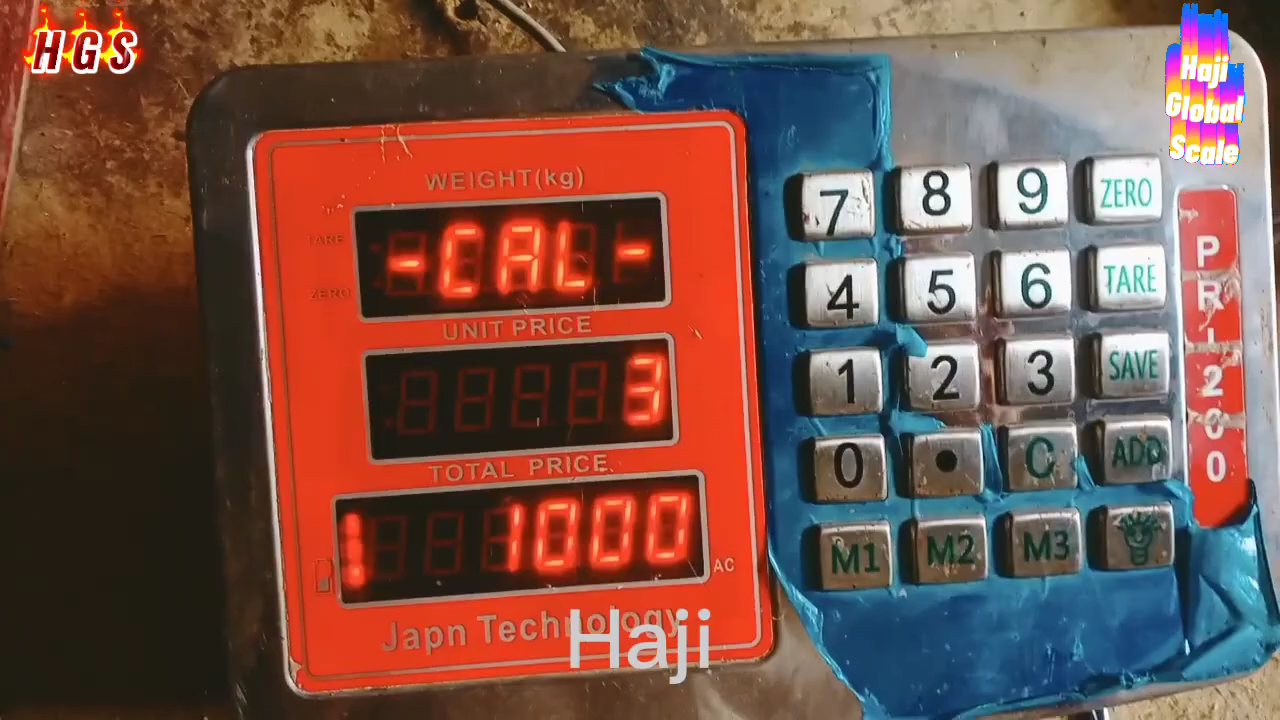 HGS
Haji
Global
Scale
WEIGHT(kg)
TARE
-CAL-
ZERO
UNIT PRICE
3
TOTAL PRICE
1000
AC
Japn Technology
Haji
7 8 9 ZERO
4 5 6 TARE
1 2 3 SAVE
0 • C ADD
M1 M2 M3
PRI200